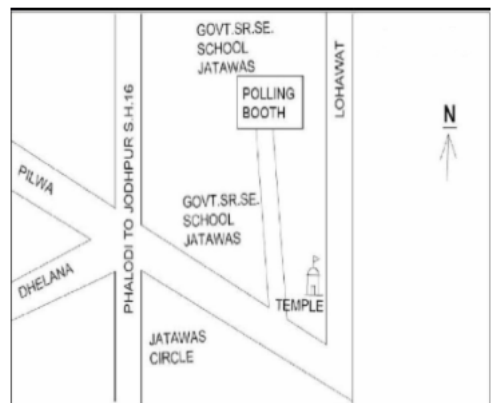 GOVT.SR.SE.
SCHOOL
JATAWAS
POLLING
BOOTH
LOHAWAT
N
PHALODI TO JODHPUR S.H.16
PILWA
DHELANA
GOVT.SR.SE.
SCHOOL
JATAWAS
TEMPLE
JATAWAS
CIRCLE